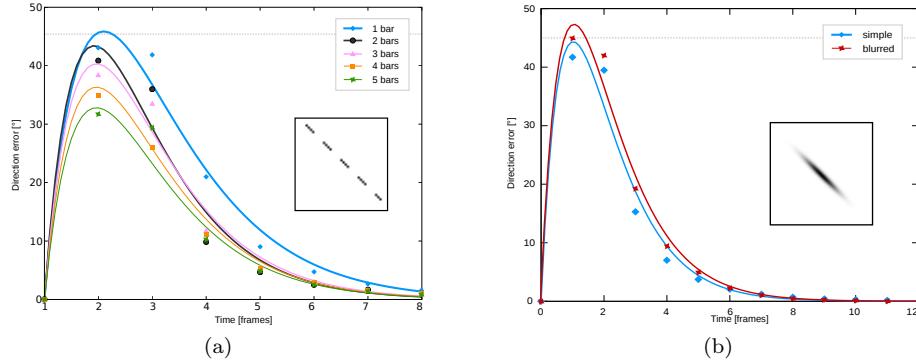 50
40
30
20
10
0
Direction error [°]
1 2 3 4 5 6 7 8
Time [frames]
1 bar
2 bars
3 bars
4 bars
5 bars
(a)
50
40
30
20
10
0
Direction error [°]
0 2 4 6 8 10 12
Time [frames]
simple
blurred
(b)